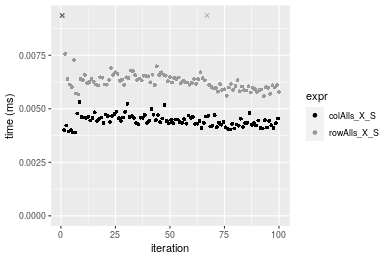 0.0075
0.0050
0.0025
0.0000
time (ms)
0
25
50
75
100
iteration
expr
colAlls_X_S
rowAlls_X_S